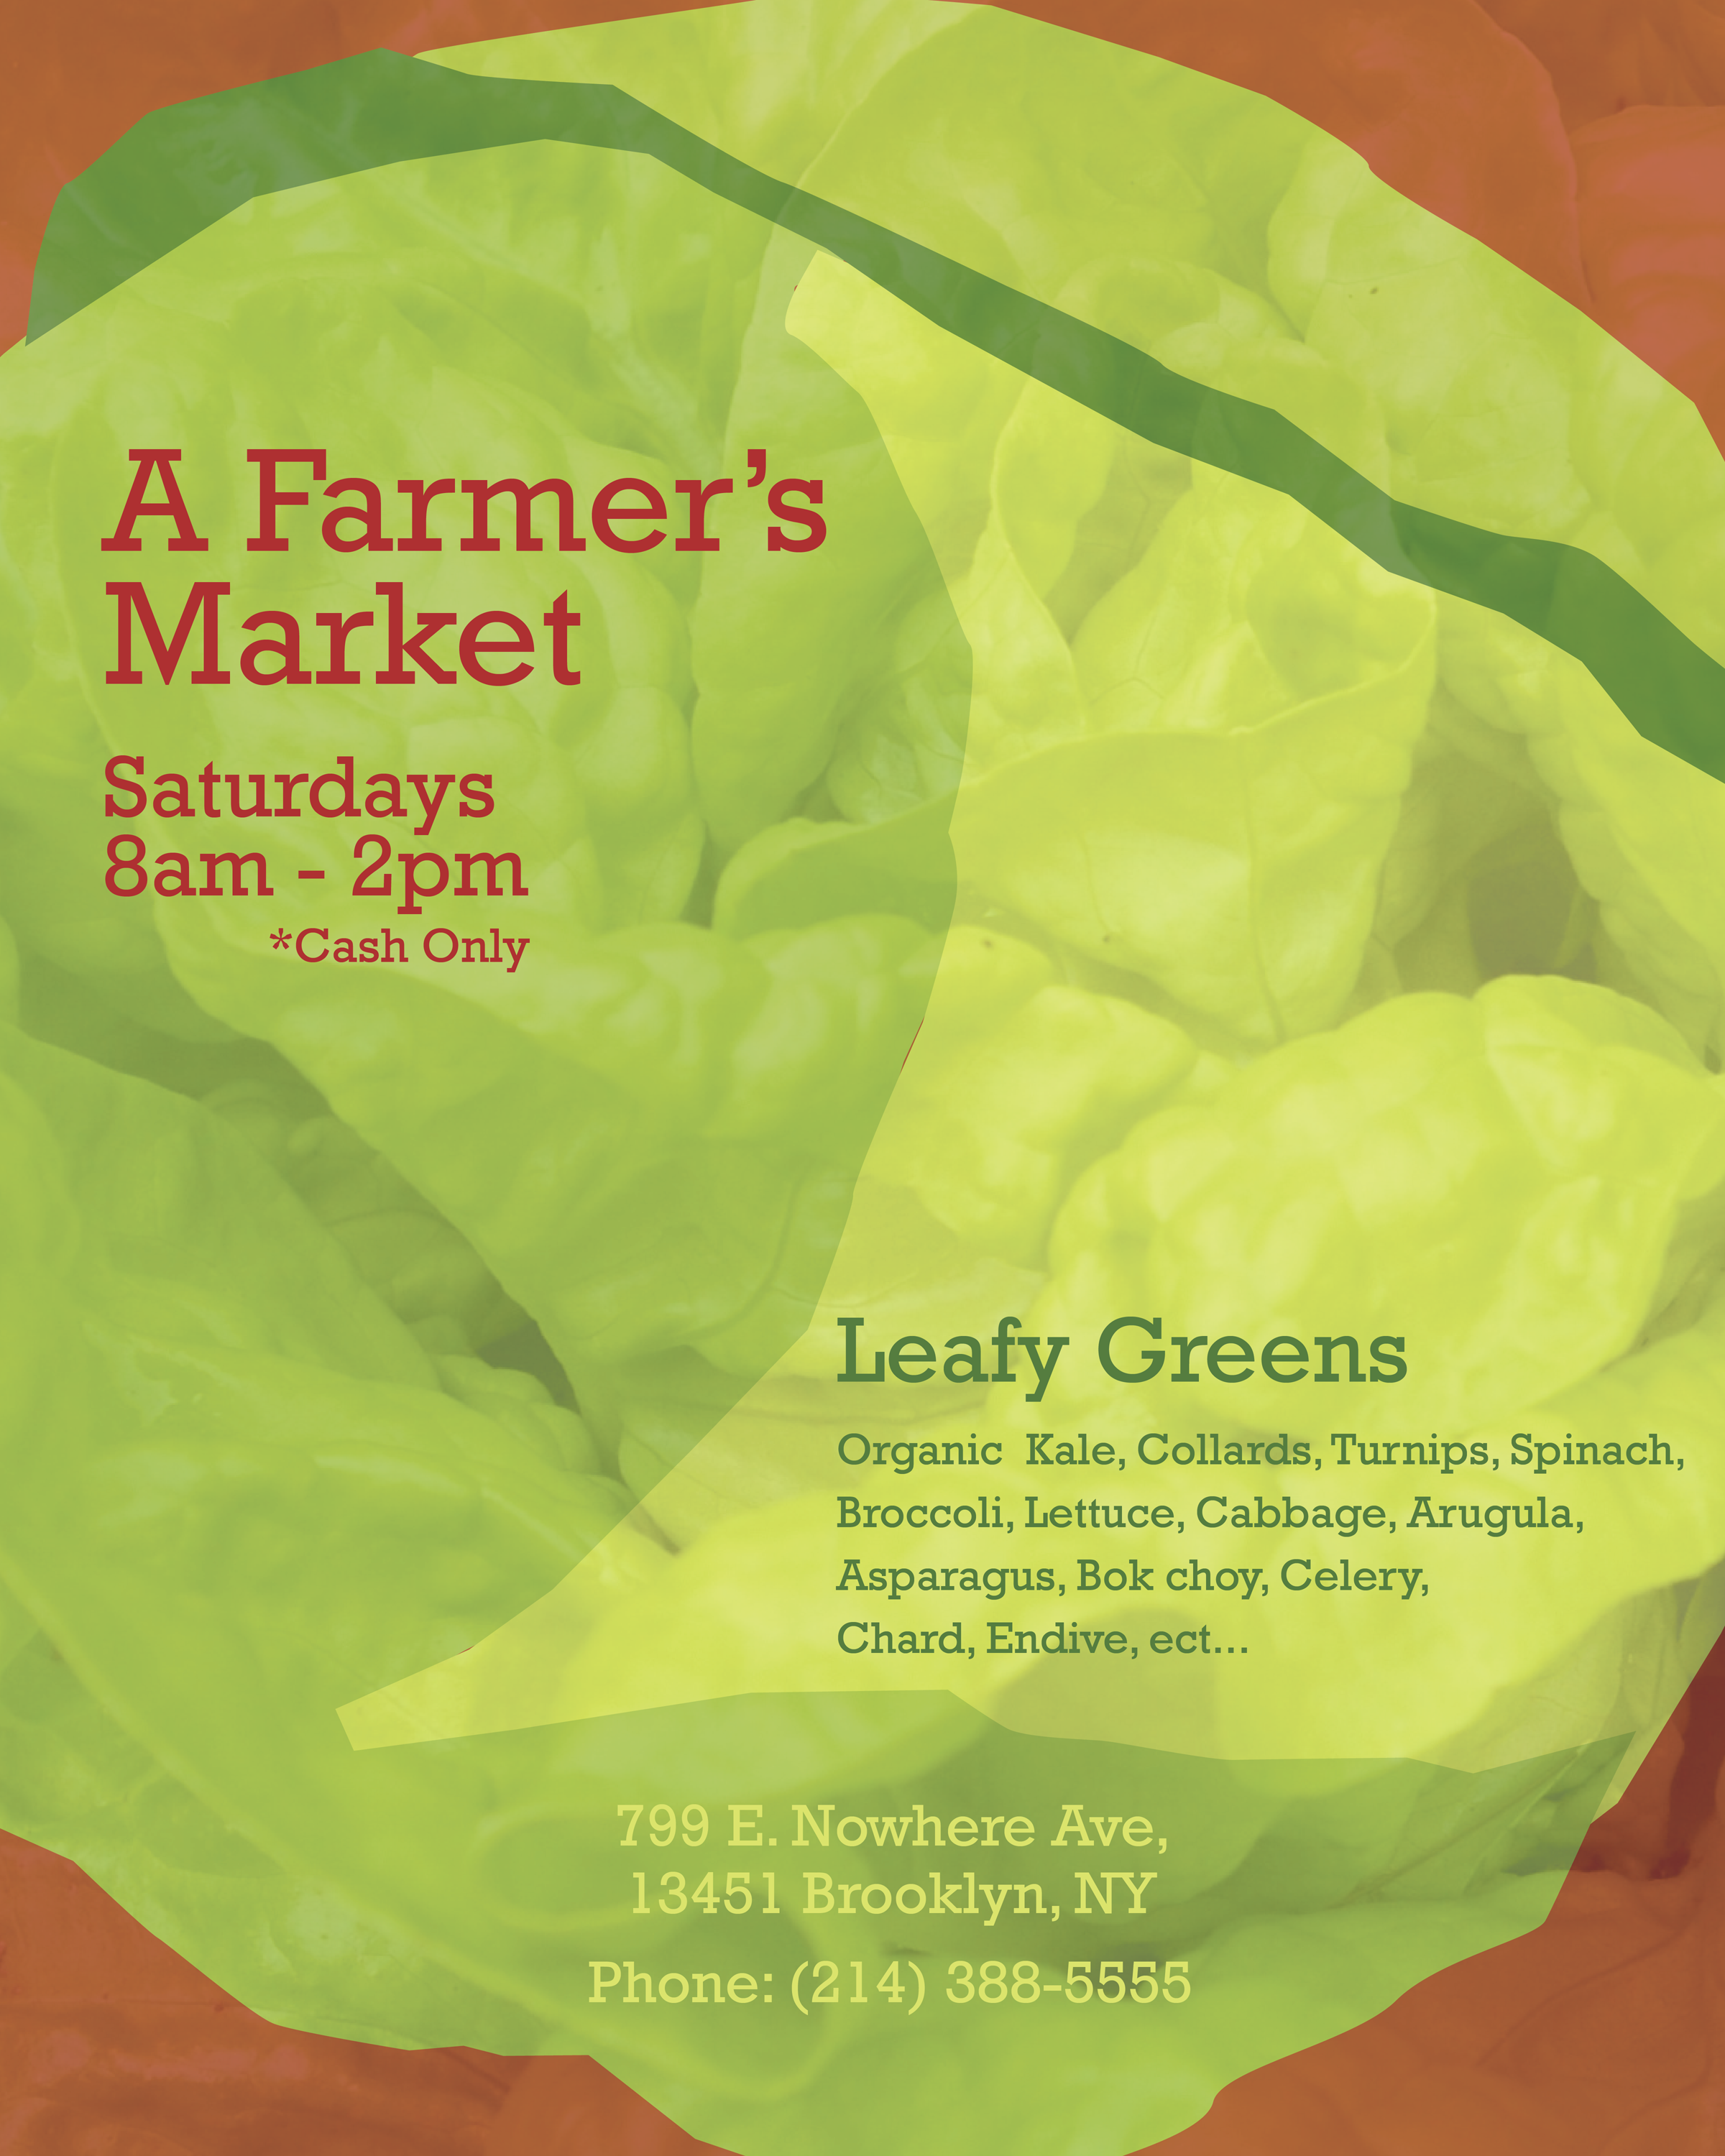 A Farmer’s
Market
Saturdays
8am - 2pm
*Cash Only
Leafy Greens
Organic  Kale, Collards, Turnips, Spinach,
Broccoli, Lettuce, Cabbage, Arugula,
Asparagus, Bok choy, Celery,
Chard, Endive, ect...
799 E. Nowhere Ave,
13451 Brooklyn, NY
Phone: (214) 388-5555